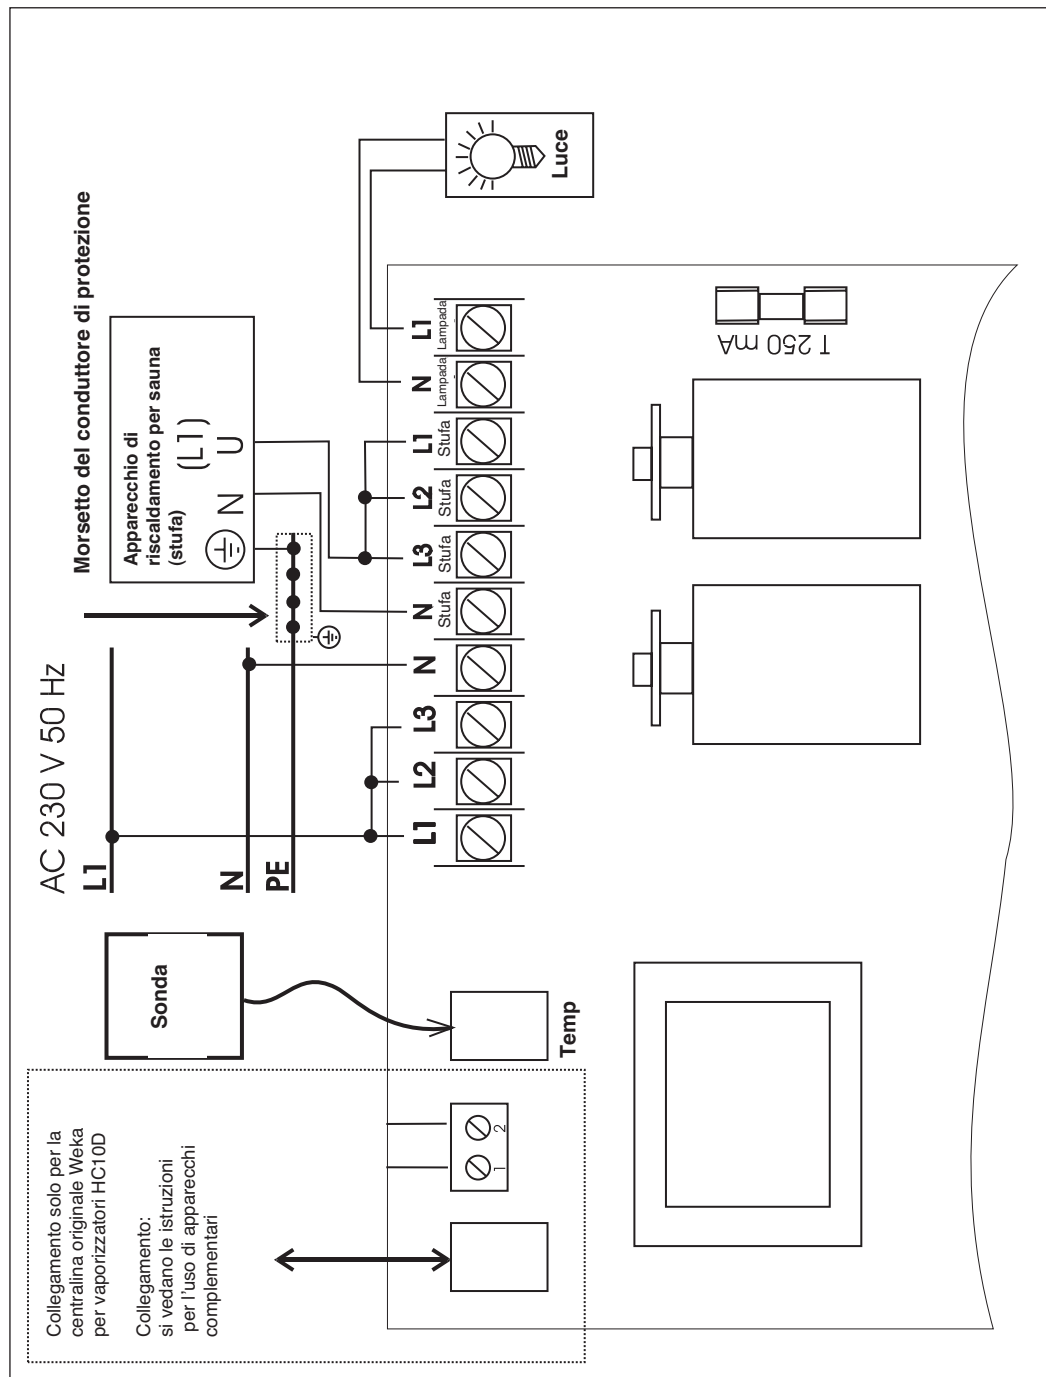 Collegamento solo per la
centralina originale Weka
per vaporizzatori HC10D
Collegamento:
si vedano le istruzioni
per l'uso di apparecchi
complementari
Sonda
Temp
1
2
AC 230 V 50 Hz
L1
N
PE
Morsetto del conduttore di protezione
Apparecchio di
riscaldamento per sauna
(stufa)
(L1)
N U
L1
L2
L3
N
N
Stufa
L3
Stufa
L2
Stufa
L1
Stufa
N
Lampada
L1
Lampada
Luce
T 250 mA